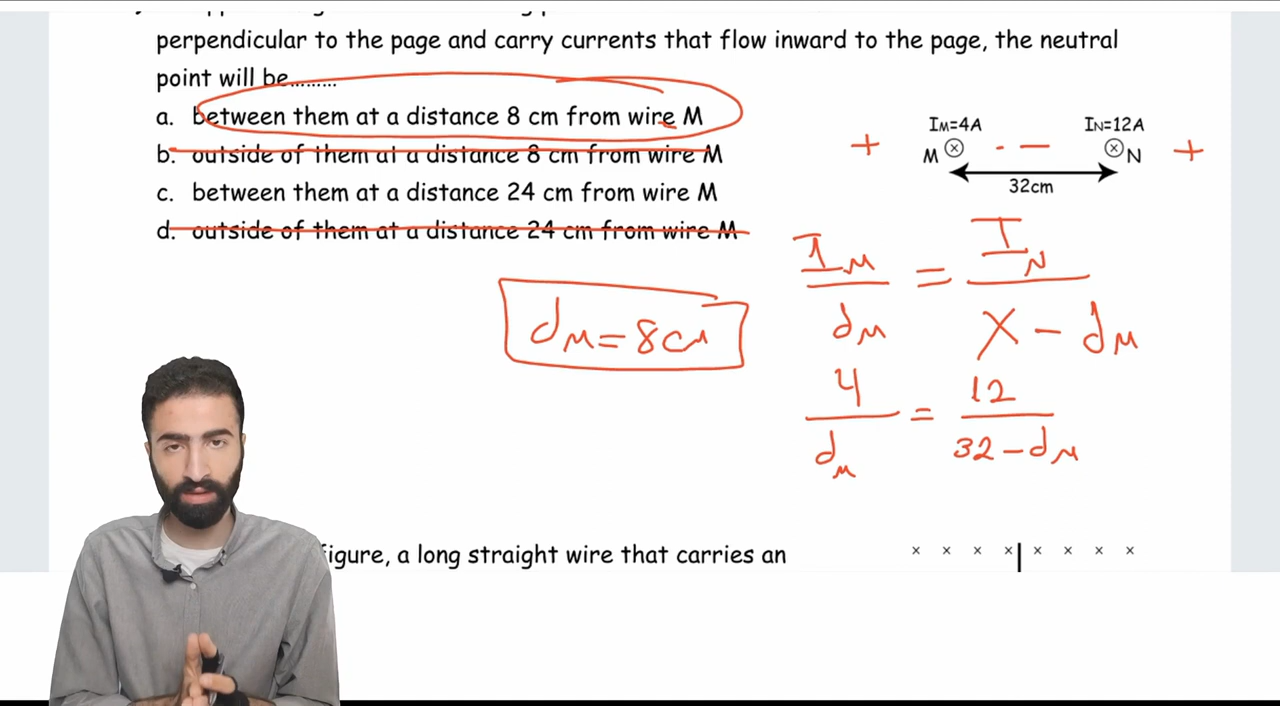 perpendicular to the page and carry currents that flow inward to the page, the neutral
point will be.........
a. between them at a distance 8 cm from wire M
b. outside of them at a distance 8 cm from wire M
c. between them at a distance 24 cm from wire M
d. outside of them at a distance 24 cm from wire M
IM=4A IN=12A
+ M ⊗ . - ⊗ N +
32cm
IM/dM = IN/X - dM
dM = 8cm
4/dM = 12/32 - dM
figure, a long straight wire that carries an
x x x x x x x x